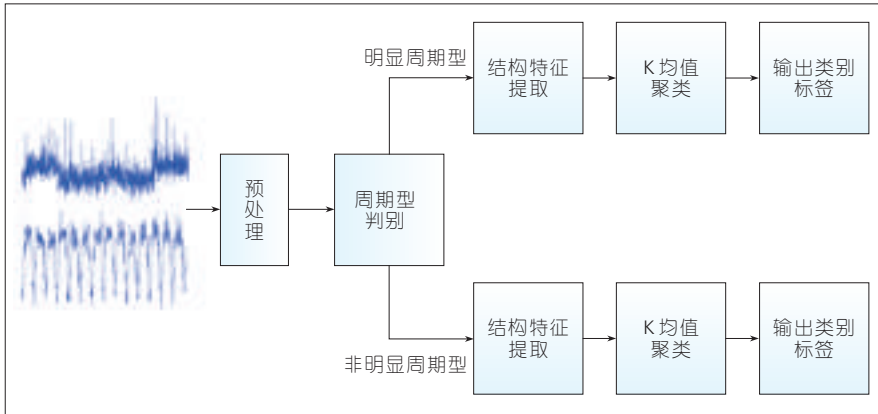 明显周期型
结构特征
提取
K均值
聚类
输出类别
标签
预
处
理
周期型
判别
非明显周期型
结构特征
提取
K均值
聚类
输出类别
标签